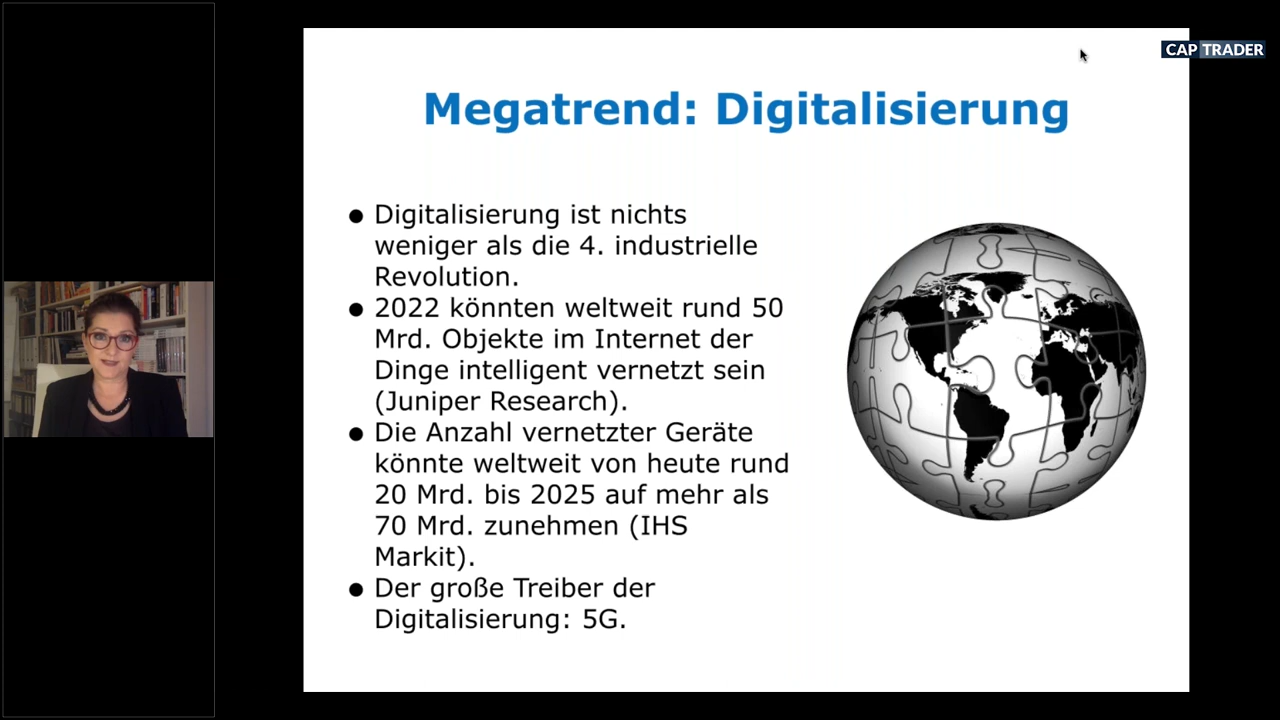 CAP TRADER
Megatrend: Digitalisierung
● Digitalisierung ist nichts
weniger als die 4. industrielle
Revolution.
● 2022 könnten weltweit rund 50
Mrd. Objekte im Internet der
Dinge intelligent vernetzt sein
(Juniper Research).
● Die Anzahl vernetzter Geräte
könnte weltweit von heute rund
20 Mrd. bis 2025 auf mehr als
70 Mrd. zunehmen (IHS
Markit).
● Der große Treiber der
Digitalisierung: 5G.